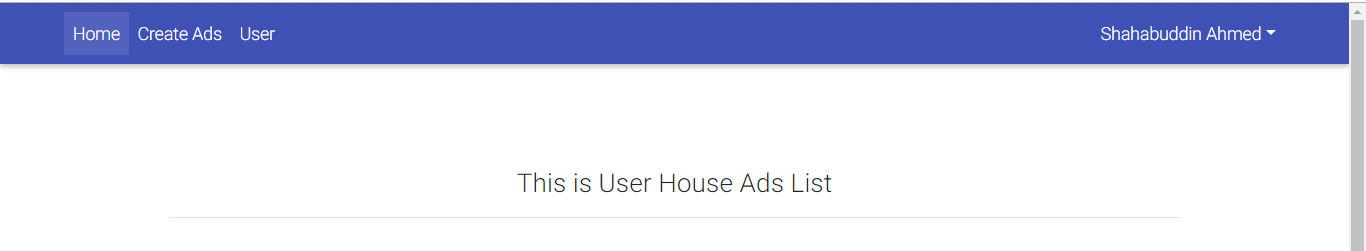 Home Create Ads User Shahabuddin Ahmed
This is User House Ads List